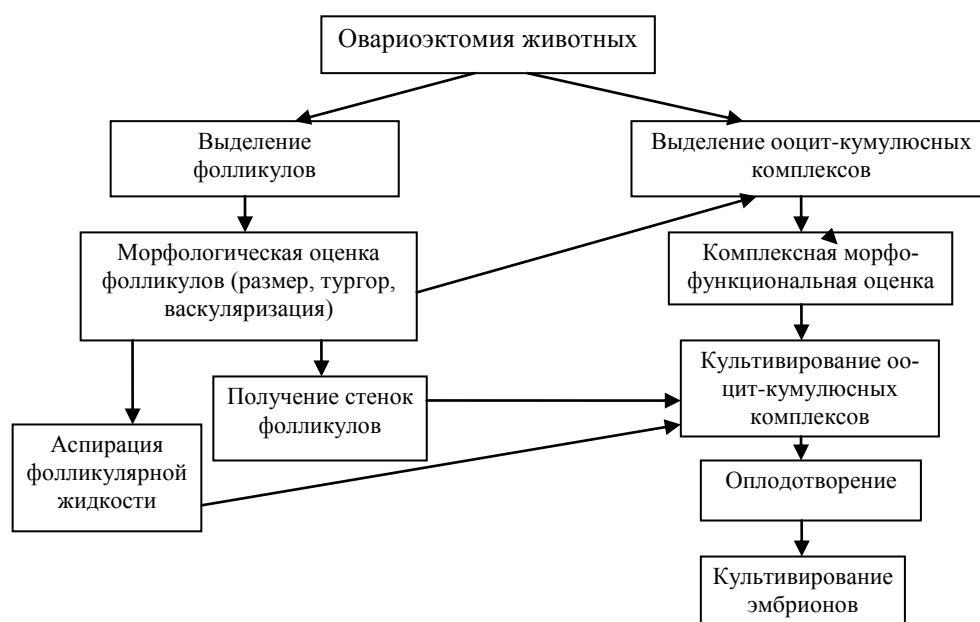 Овариоэктомия животных
Выделение
фолликулов
Выделение ооцит-кумулюсных
комплексов
Морфологическая оценка
фолликулов (размер, тургор,
васкуляризация)
Комплексная морфо-
функциональная оценка
Получение стенок
фолликулов
Культивирование оо-
цит-кумулюсных
комплексов
Аспирация
фолликулярной
жидкости
Оплодотворение
Культивирование
эмбрионов